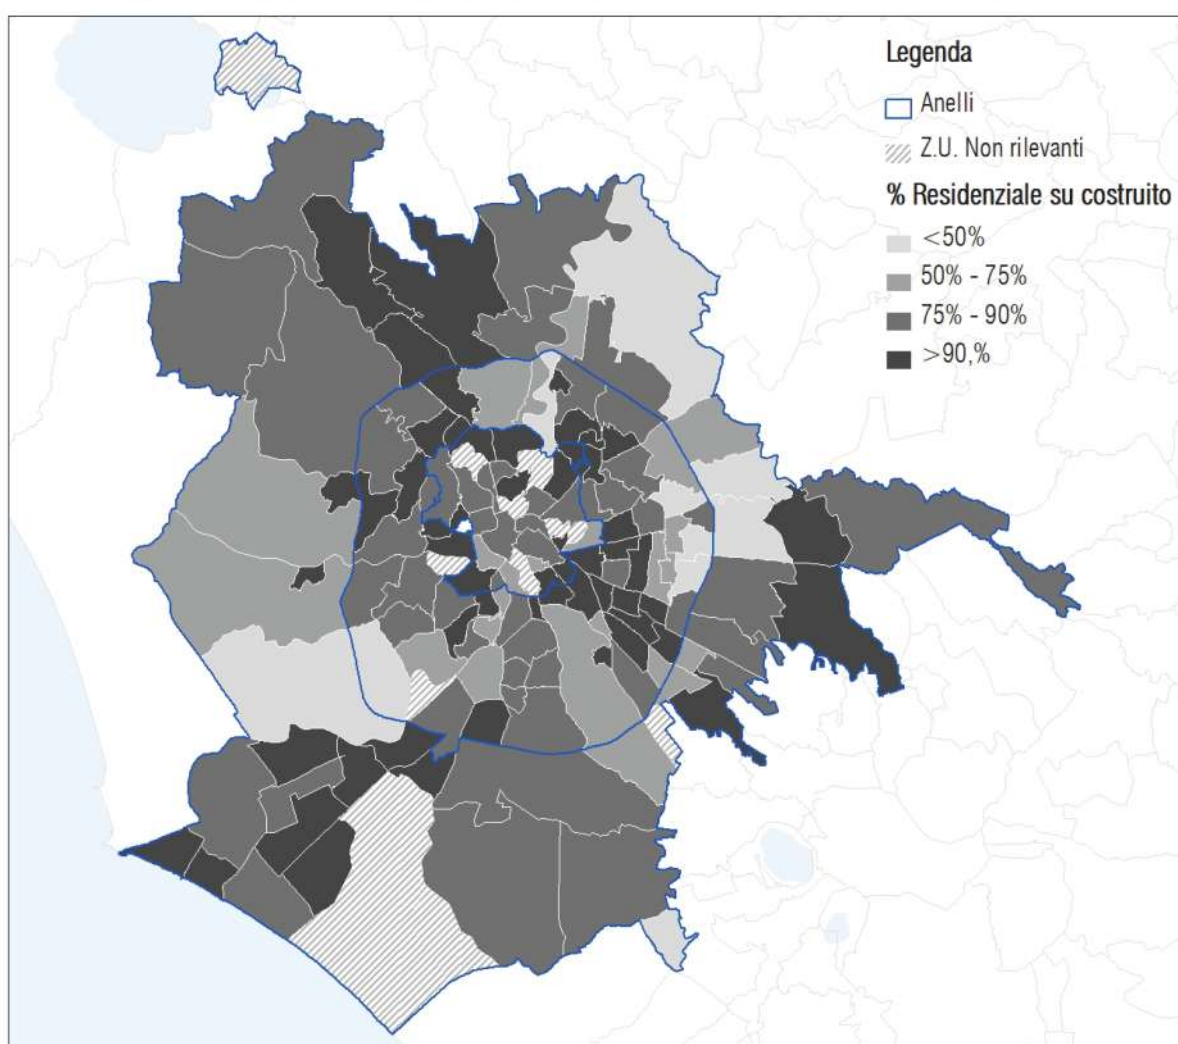 Legenda
Anelli
Z.U. Non rilevanti
% Residenziale su costruito
<50%
50% - 75%
75% - 90%
>90,%